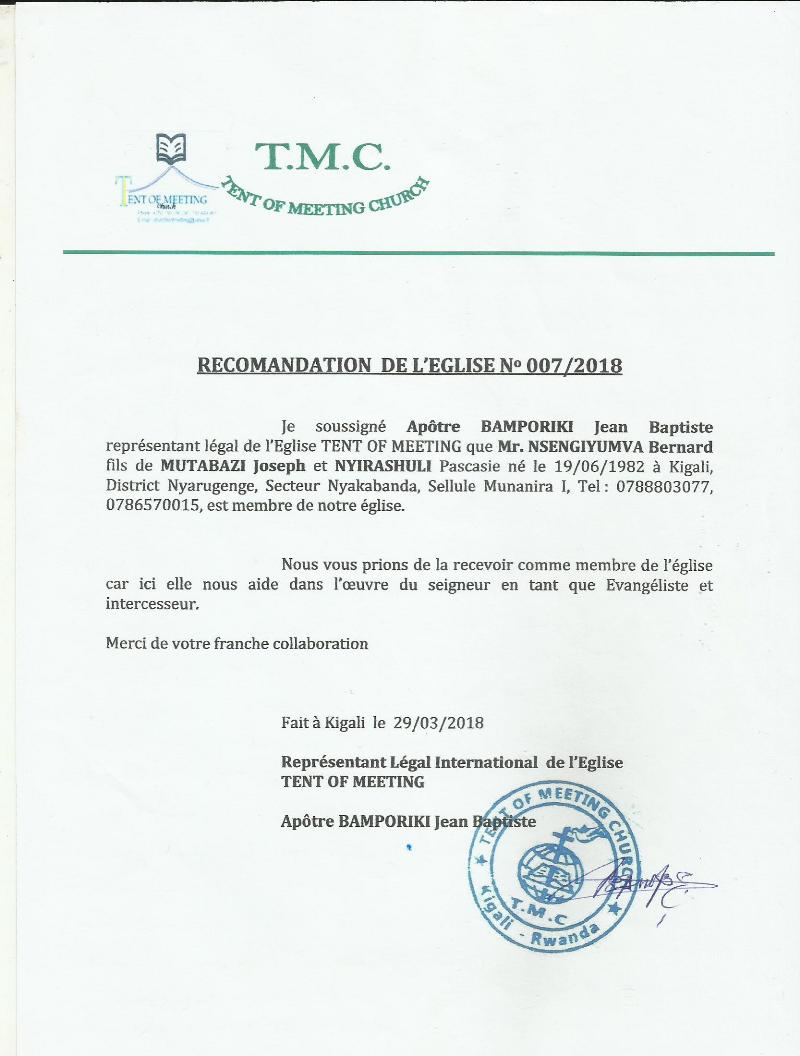 T.M.C.
TENT OF MEETING CHURCH
TENT OF MEETING
Church
RECOMANDATION DE L'EGLISE Nº 007/2018
Je soussigné Apôtre BAMPORIKI Jean Baptiste
représentant légal de l'Eglise TENT OF MEETING que Mr. NSENGIYUMVA Bernard
fils de MUTABAZI Joseph et NYIRASHULI Pascasie né le 19/06/1982 à Kigali,
District Nyarugenge, Secteur Nyakabanda, Sellule Munanira I, Tel : 0788803077,
0786570015, est membre de notre église.
Nous vous prions de la recevoir comme membre de l'église
car ici elle nous aide dans l'œuvre du seigneur en tant que Evangéliste et
intercesseur.
Merci de votre franche collaboration
Fait à Kigali le 29/03/2018
Représentant Légal International de l'Eglise
TENT OF MEETING
Apôtre BAMPORIKI Jean Baptiste
TENT OF MEETING CHURCH
T.M.C
Kigali - Rwanda